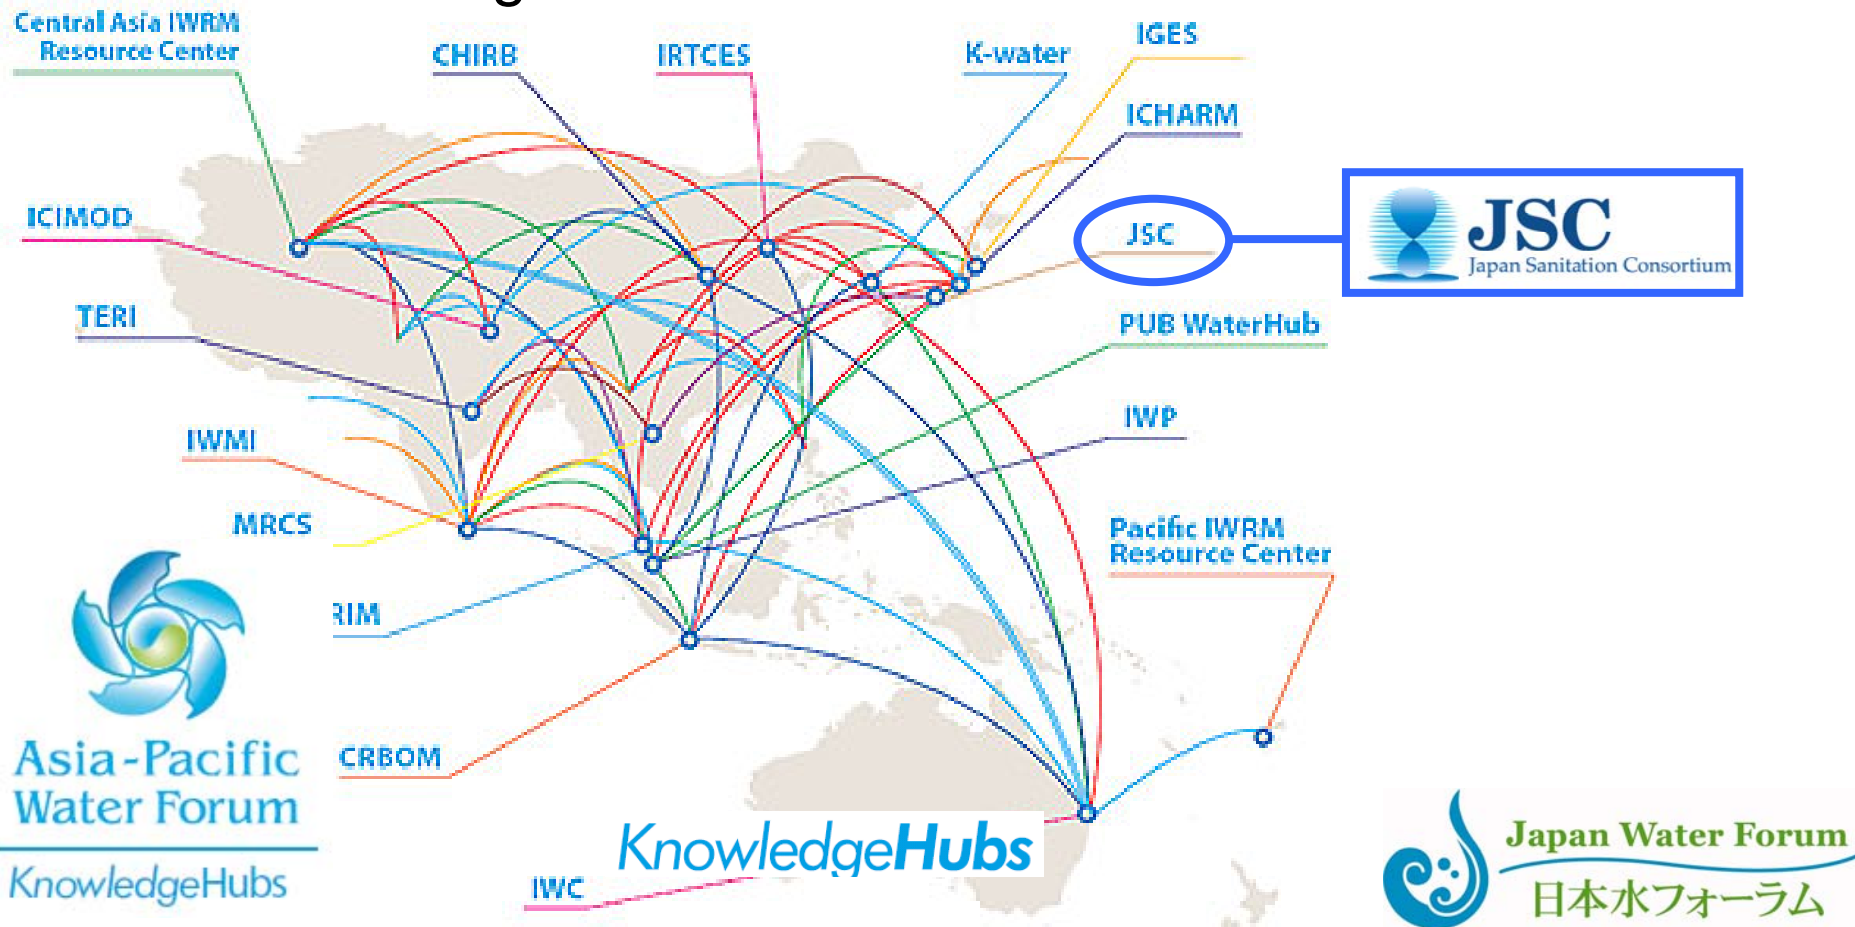 Central Asia IWRM
Resource Center
CHIRB
IRTCES
K-water
IGES
ICHARM
ICIMOD
JSC
JSC
Japan Sanitation Consortium
TERI
PUB WaterHub
IWMI
IWP
MRCS
Pacific IWRM
Resource Center
RIM
Asia-Pacific
Water Forum
KnowledgeHubs
CRBOM
KnowledgeHubs
IWC
Japan Water Forum
日本水フォーラム